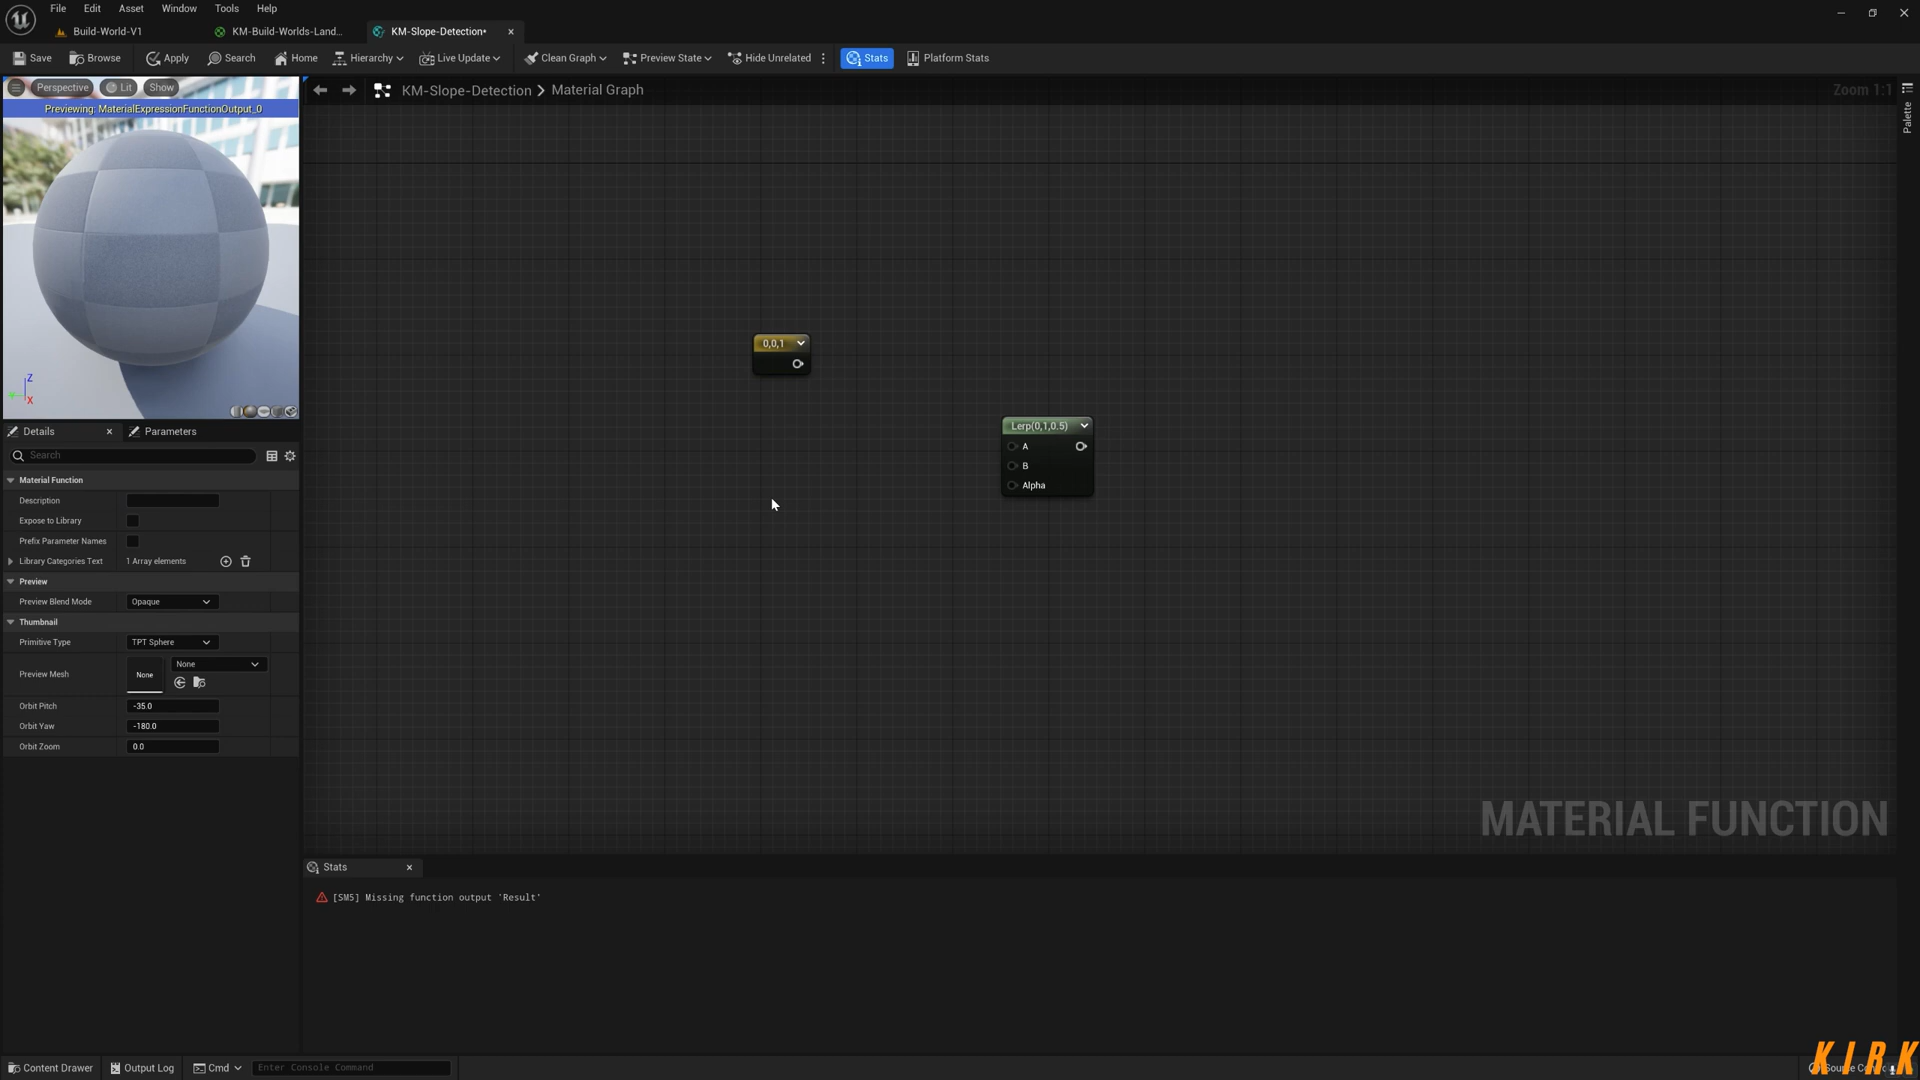 File Edit Asset Window Tools Help
Build-World-V1 KM-Build-Worlds-Land... KM-Slope-Detection•
Save Browse Apply Search Home Hierarchy Live Update Clean Graph Preview State Hide Unrelated Stats Platform Stats
Perspective Lit Show
Previewing: MaterialExpressionFunctionOutput_0
KM-Slope-Detection > Material Graph
Zoom 1:1
Palette
Z
X
0,0,1
Lerp(0,1,0.5)
A
B
Alpha
Details Parameters
Search
Material Function
Description
Expose to Library
Prefix Parameter Names
Library Categories Text 1 Array elements
Preview
Preview Blend Mode Opaque
Thumbnail
Primitive Type TPT Sphere
None
Preview Mesh None
Orbit Pitch -35.0
Orbit Yaw -180.0
Orbit Zoom 0.0
MATERIAL FUNCTION
Stats
[SM5] Missing function output 'Result'
Content Drawer Output Log Cmd Enter Console Command
KIRK